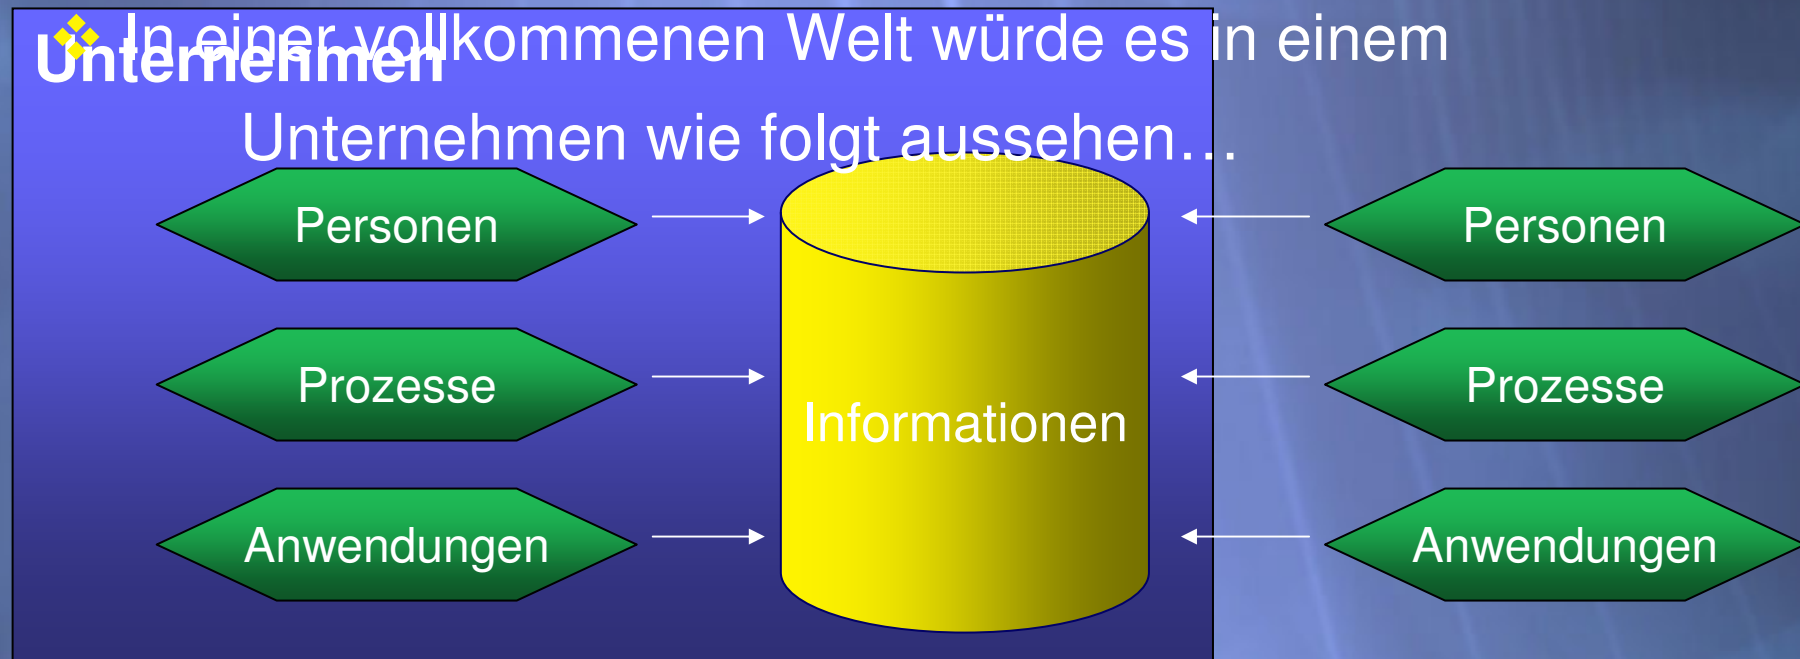 In einer vollkommenen Welt würde es in einem
Unternehmen
Unternehmen wie folgt aussehen…
Personen
Personen
Prozesse
Prozesse
Informationen
Anwendungen
Anwendungen